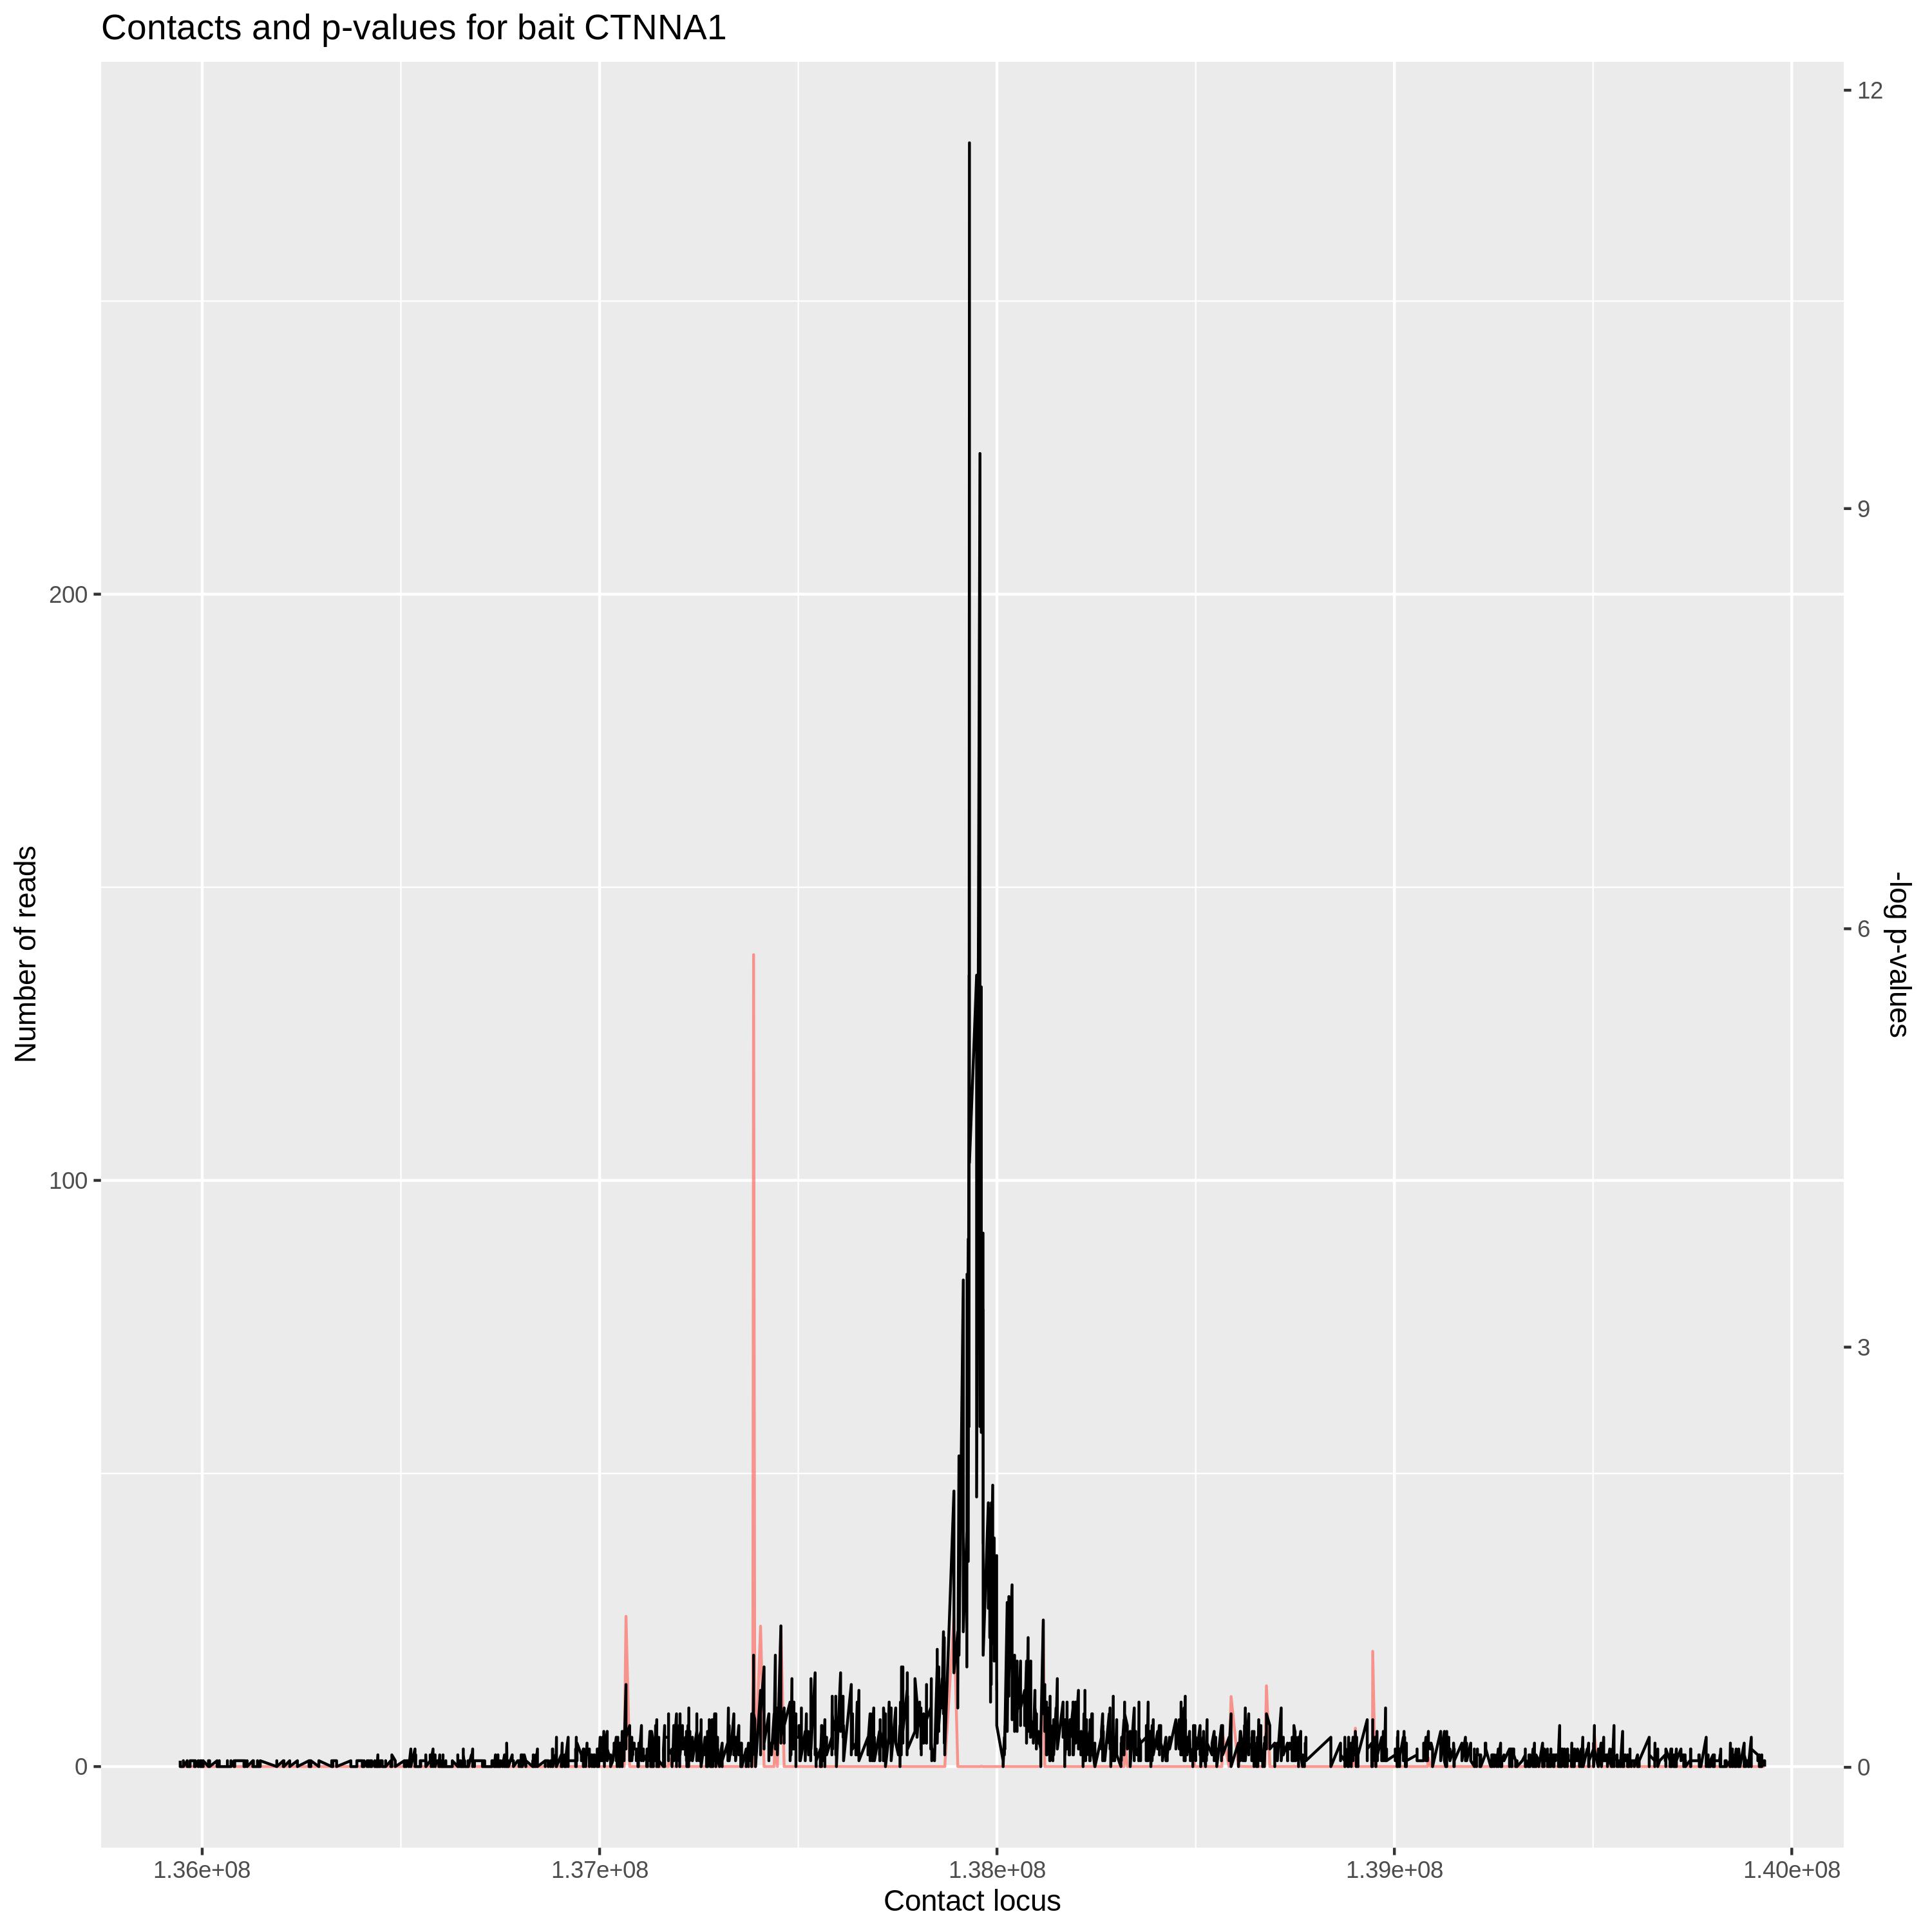 Contacts and p-values for bait CTNNA1
12
9
200
Number of reads
-log p-values
6
100
3
0
0
1.36e+08
1.37e+08
1.38e+08
1.39e+08
1.40e+08
Contact locus